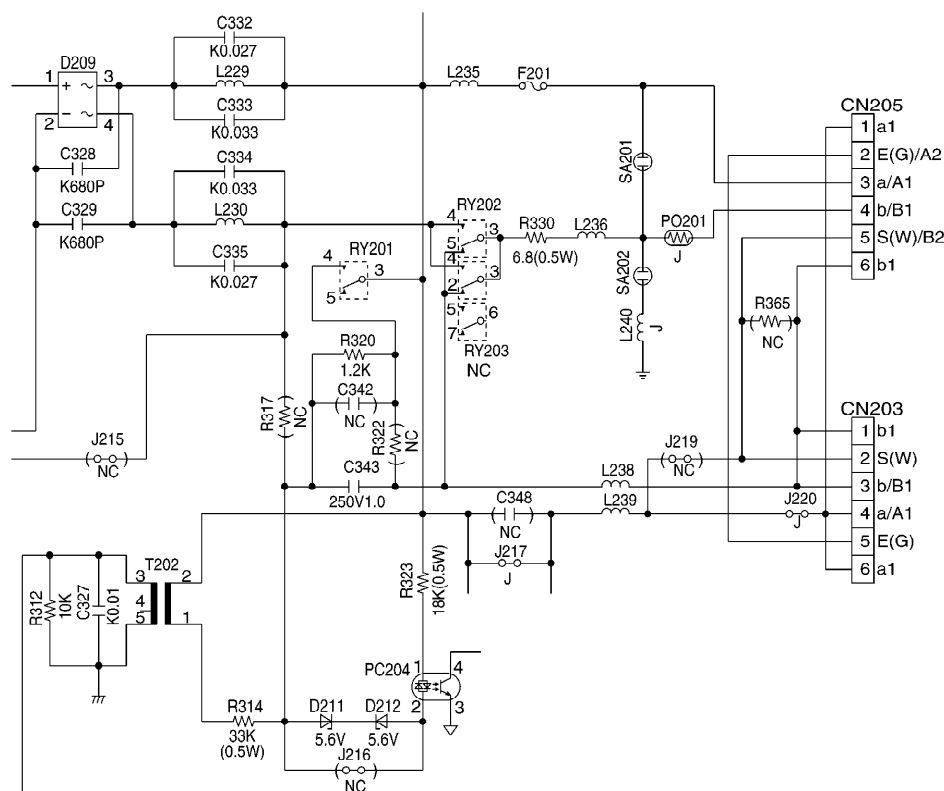 C332
K0.027
D209
1
+
~
3
2
−
~
4
L229
C333
K0.033
L235
F201
C328
K680P
C334
K0.033
C329
K680P
L230
C335
K0.027
RY201
4
3
5
RY202
4
5
3
4
2
3
5
7
6
RY203
NC
R330
6.8(0.5W)
L236
SA201
SA202
PO201
J
L240
J
CN205
1 a1
2 E(G)/A2
3 a/A1
4 b/B1
5 S(W)/B2
6 b1
R365
NC
R320
1.2K
C342
NC
R317
NC
R322
NC
J215
NC
C343
250V1.0
L238
J219
NC
L239
J220
J
CN203
1 b1
2 S(W)
3 b/B1
4 a/A1
5 E(G)
6 a1
C348
NC
J217
J
R312
10K
C327
K0.01
T202
3
2
4
5
1
R323
18K(0.5W)
PC204
1
4
2
3
R314
33K
(0.5W)
D211
5.6V
D212
5.6V
J216
NC